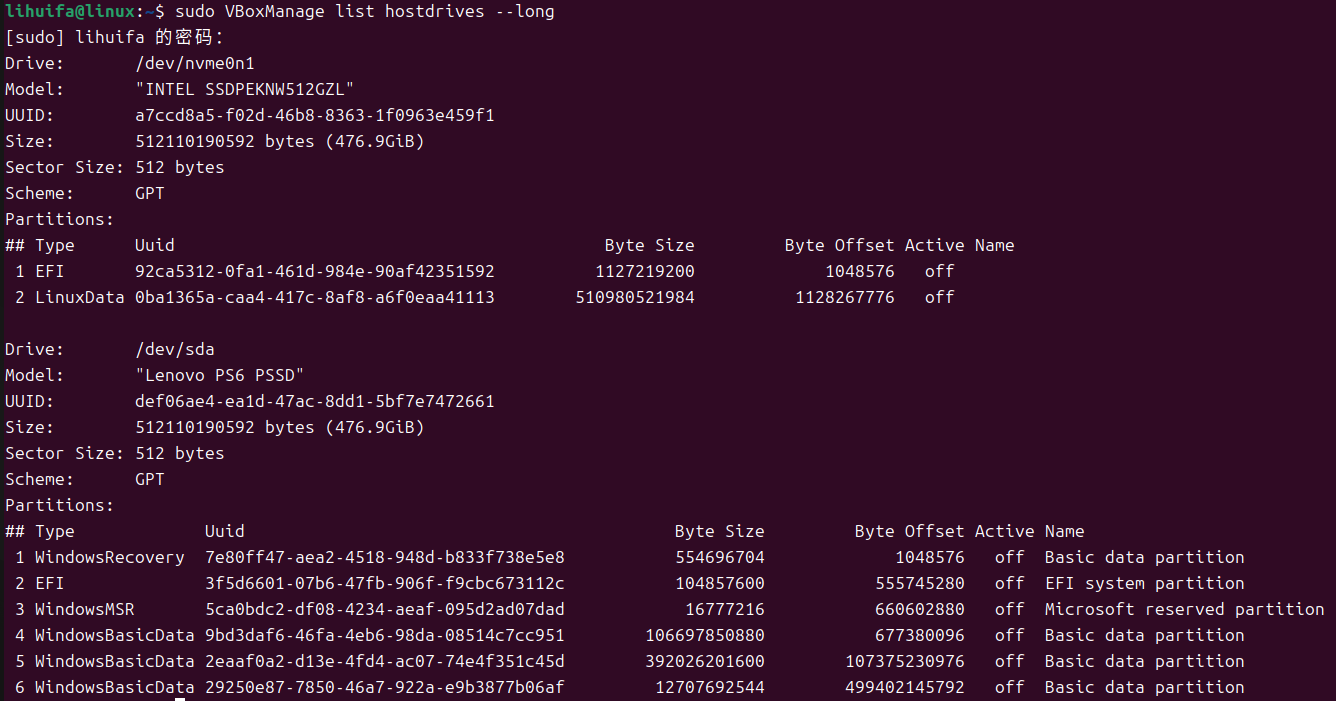 lihuifa@linux:~$ sudo VBoxManage list hostdrives --long
[sudo] lihuifa 的密码：
Drive:       /dev/nvme0n1
Model:       "INTEL SSDPEKNW512GZL"
UUID:        a7ccd8a5-f02d-46b8-8363-1f0963e459f1
Size:        512110190592 bytes (476.9GiB)
Sector Size: 512 bytes
Scheme:      GPT
Partitions:
## Type      Uuid                                           Byte Size         Byte Offset Active Name
 1 EFI       92ca5312-0fa1-461d-984e-90af42351592          1127219200             1048576   off
 2 LinuxData 0ba1365a-caa4-417c-8af8-a6f0eaa41113        510980521984          1128267776   off
Drive:       /dev/sda
Model:       "Lenovo PS6 PSSD"
UUID:        def06ae4-ea1d-47ac-8dd1-5bf7e7472661
Size:        512110190592 bytes (476.9GiB)
Sector Size: 512 bytes
Scheme:      GPT
Partitions:
## Type             Uuid                                           Byte Size         Byte Offset Active Name
 1 WindowsRecovery  7e80ff47-aea2-4518-948d-b833f738e5e8           554696704             1048576   off  Basic data partition
 2 EFI              3f5d6601-07b6-47fb-906f-f9cbc673112c           104857600           555745280   off  EFI system partition
 3 WindowsMSR       5ca0bdc2-df08-4234-aeaf-095d2ad07dad            16777216           660602880   off  Microsoft reserved partition
 4 WindowsBasicData 9bd3daf6-46fa-4eb6-98da-08514c7cc951        106697850880           677380096   off  Basic data partition
 5 WindowsBasicData 2eaaf0a2-d13e-4fd4-ac07-74e4f351c45d        392026201600        107375230976   off  Basic data partition
 6 WindowsBasicData 29250e87-7850-46a7-922a-e9b3877b06af         12707692544        499402145792   off  Basic data partition